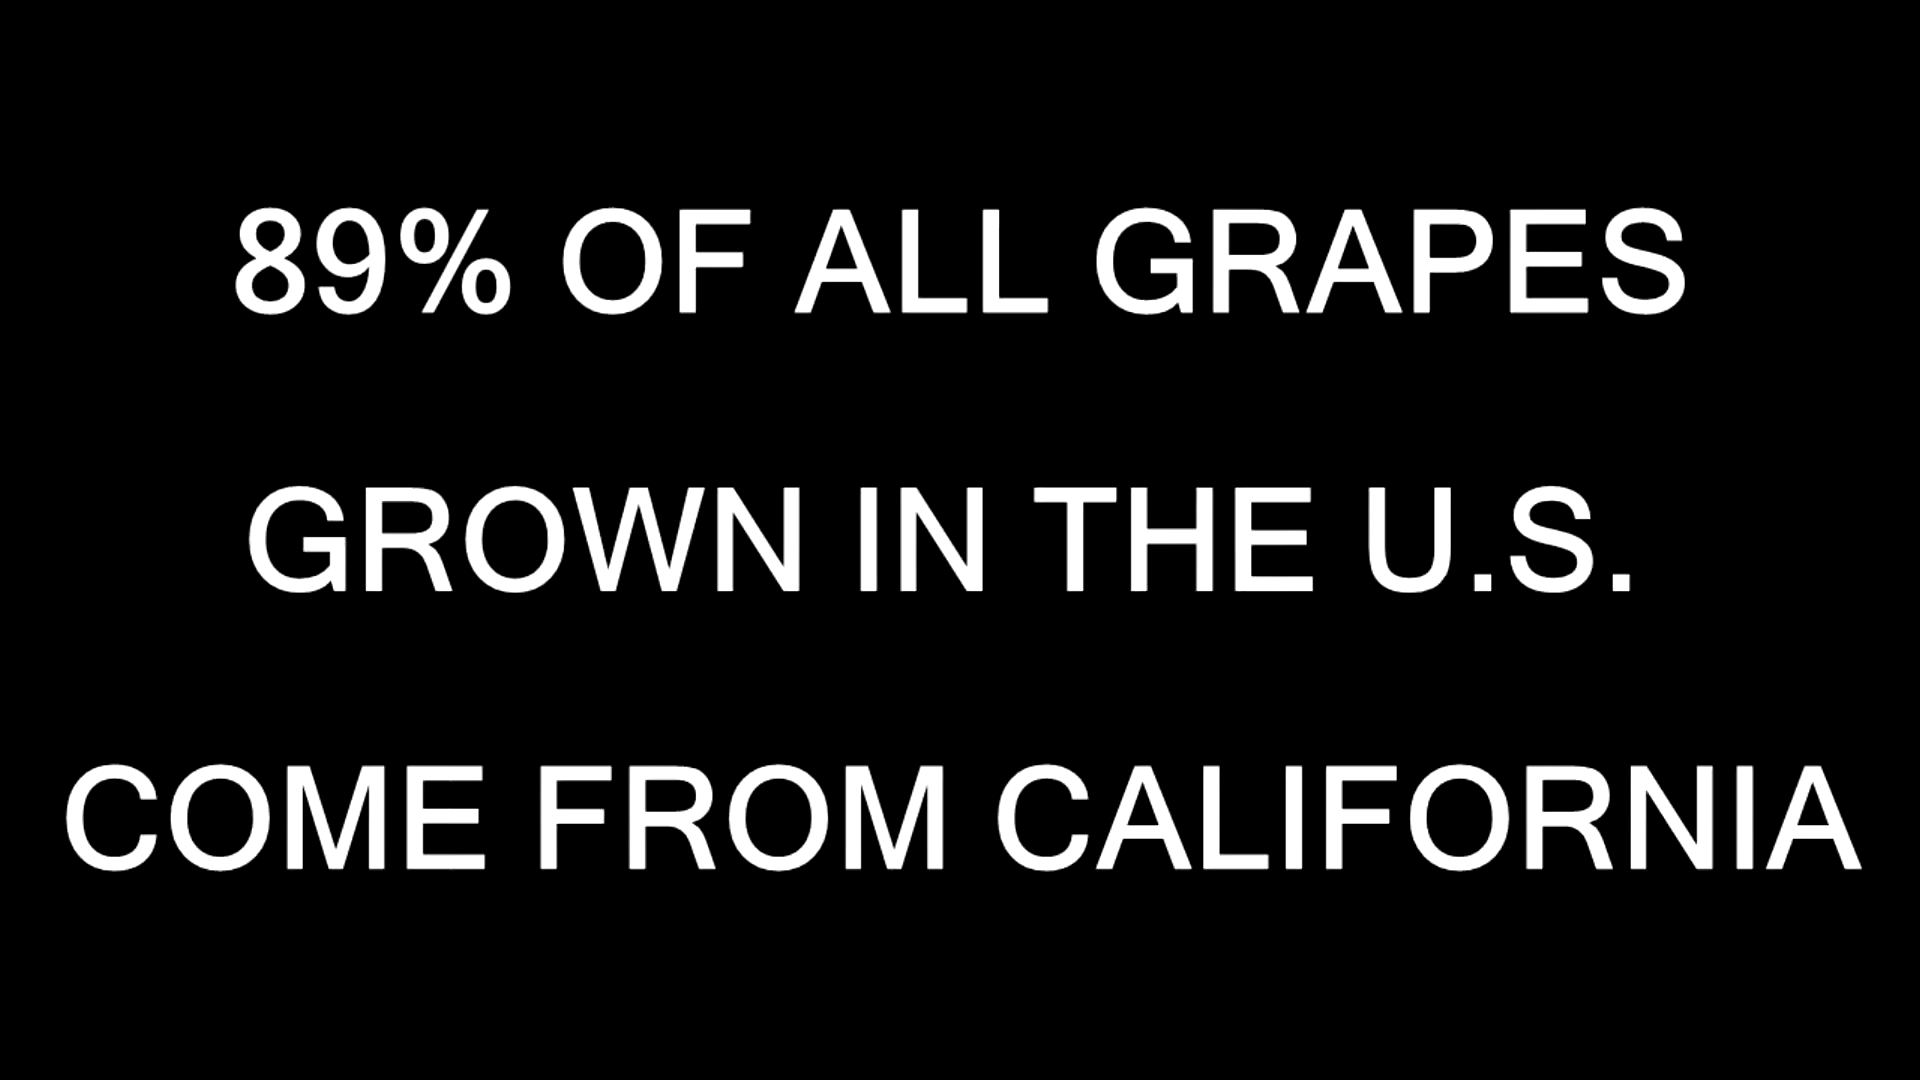 89% OF ALL GRAPES
GROWN IN THE U.S.
COME FROM CALIFORNIA